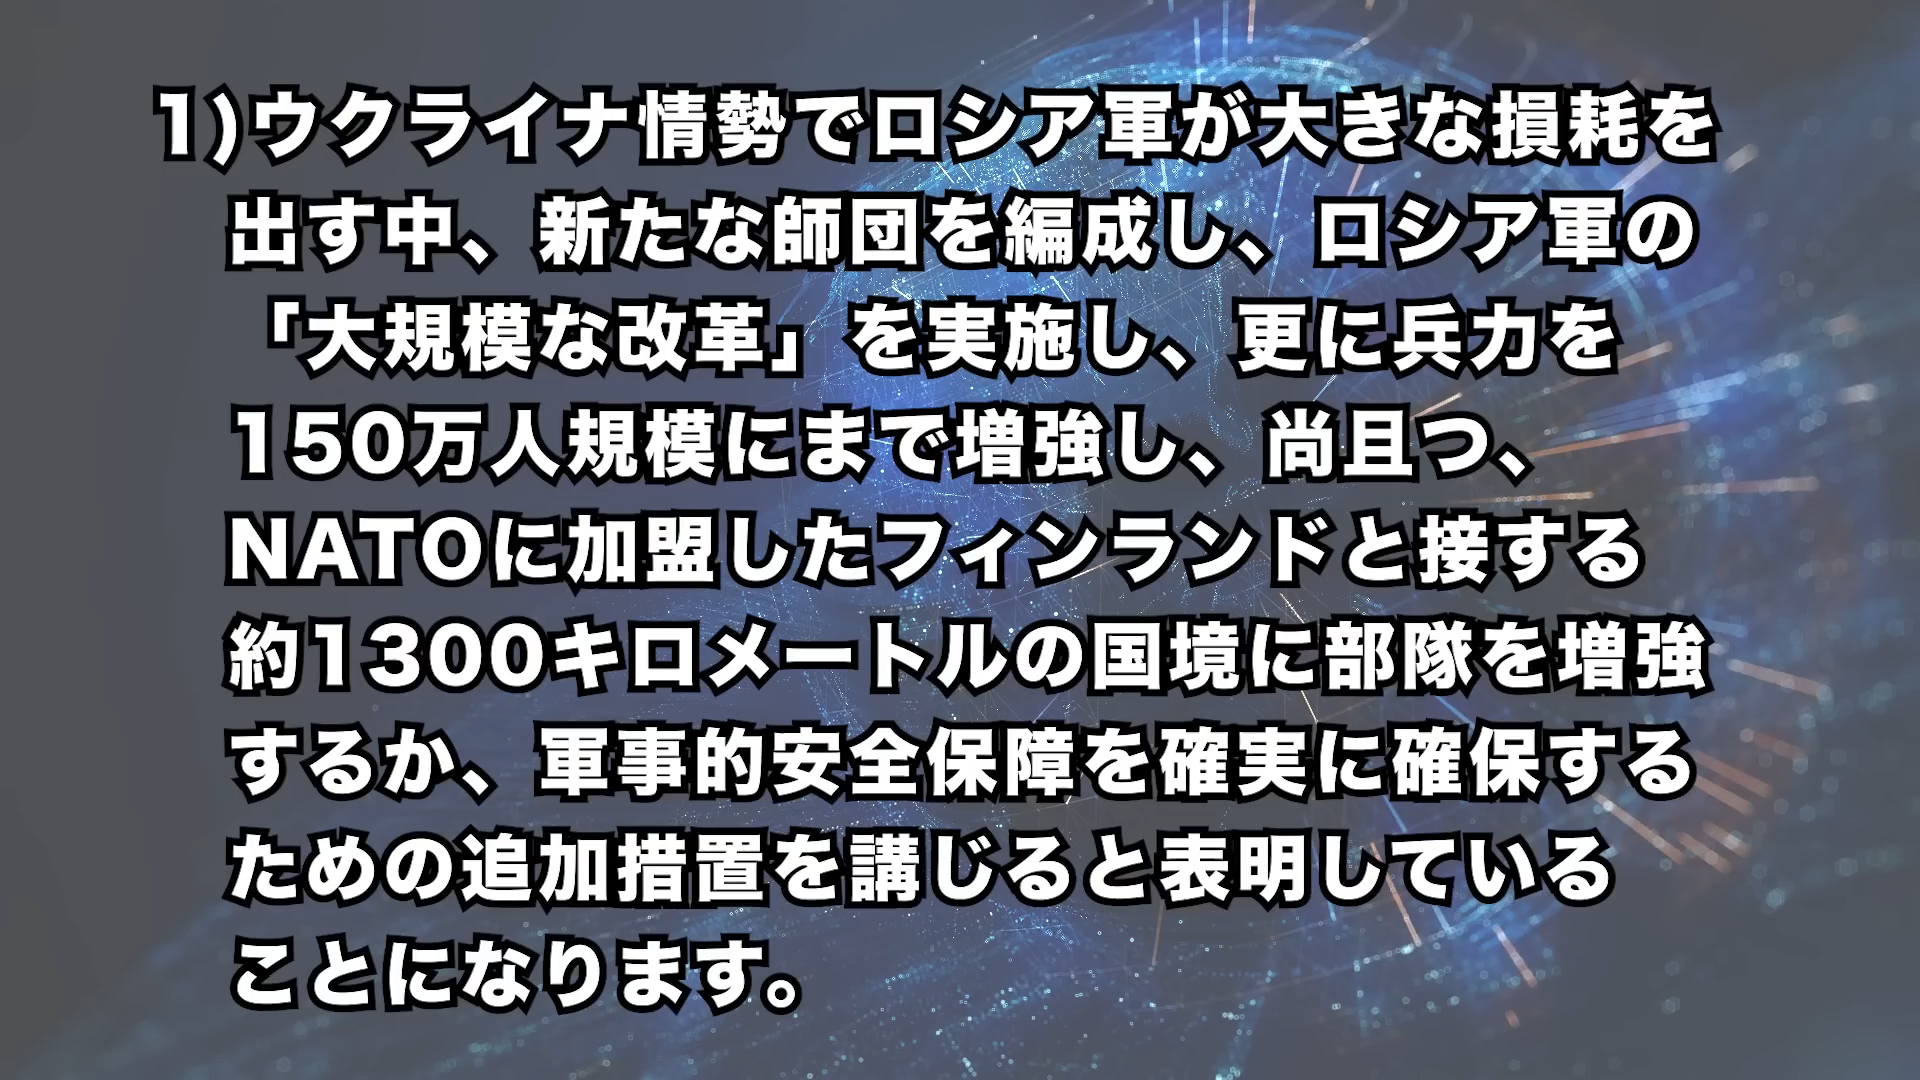 1)ウクライナ情勢でロシア軍が大きな損耗を
出す中、新たな師団を編成し、ロシア軍の
「大規模な改革」を実施し、更に兵力を
150万人規模にまで増強し、尚且つ、
NATOに加盟したフィンランドと接する
約1300キロメートルの国境に部隊を増強
するか、軍事的安全保障を確実に確保する
ための追加措置を講じると表明している
ことになります。